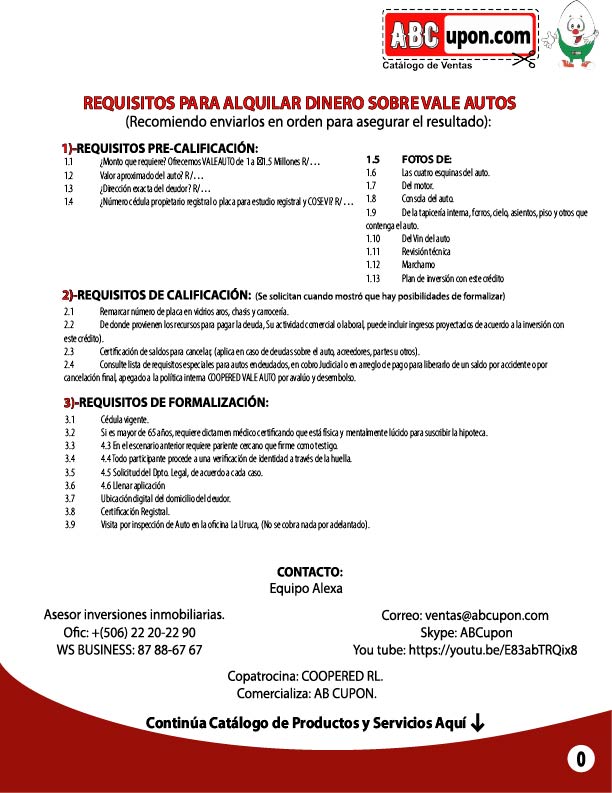 ABCupon.com
Catálogo de Ventas
REQUISITOS PARA ALQUILAR DINERO SOBRE VALE AUTOS
(Recomiendo enviarlos en orden para asegurar el resultado):
1)-REQUISITOS PRE-CALIFICACIÓN:
1.1 ¿Monto que requiere? Ofrecemos VALE AUTO de 1 a ☒1.5 Millones R/…
1.2 Valor aproximado del auto? R/…
1.3 ¿Dirección exacta del deudor? R/…
1.4 ¿Número cédula propietario registral o placa para estudio registral y COSEVI? R/…
1.5 FOTOS DE:
1.6 Las cuatro esquinas del auto.
1.7 Del motor.
1.8 Consola del auto.
1.9 De la tapicería interna, forros, cielo, asientos, piso y otros que
contenga el auto.
1.10 Del Vin del auto
1.11 Revisión técnica
1.12 Marchamo
1.13 Plan de inversión con este crédito
2)-REQUISITOS DE CALIFICACIÓN: (Se solicitan cuando mostró que hay posibilidades de formalizar)
2.1 Remarcar número de placa en vidrios aros, chasis y carrocería.
2.2 De donde provienen los recursos para pagar la deuda, Su actividad comercial o laboral, puede incluir ingresos proyectados de acuerdo a la inversión con
este crédito).
2.3 Certificación de saldos para cancelar, (aplica en caso de deudas sobre el auto, acreedores, partes u otros).
2.4 Consulte lista de requisitos especiales para autos endeudados, en cobro Judicial o en arreglo de pago para liberarlo de un saldo por accidente o por
cancelación final, apegado a la política interna COOPERED VALE AUTO por avalúo y desembolso.
3)-REQUISITOS DE FORMALIZACIÓN:
3.1 Cédula vigente.
3.2 Si es mayor de 65 años, requiere dictamen médico certificando que está física y mentalmente lúcido para suscribir la hipoteca.
3.3 4.3 En el escenario anterior requiere pariente cercano que firme como testigo.
3.4 4.4 Todo participante procede a una verificación de identidad a través de la huella.
3.5 4.5 Solicitud del Dpto. Legal, de acuerdo a cada caso.
3.6 4.6 Llenar aplicación
3.7 Ubicación digital del domicilio del deudor.
3.8 Certificación Registral.
3.9 Visita por inspección de Auto en la oficina La Uruca, (No se cobra nada por adelantado).
CONTACTO:
Equipo Alexa
Asesor inversiones inmobiliarias.
Ofic: +(506) 22 20-22 90
WS BUSINESS: 87 88-67 67
Correo: ventas@abcupon.com
Skype: ABCupon
You tube: https://youtu.be/E83abTRQix8
Copatrocina: COOPERED RL.
Comercializa: AB CUPON.
Continúa Catálogo de Productos y Servicios Aquí ↓
0